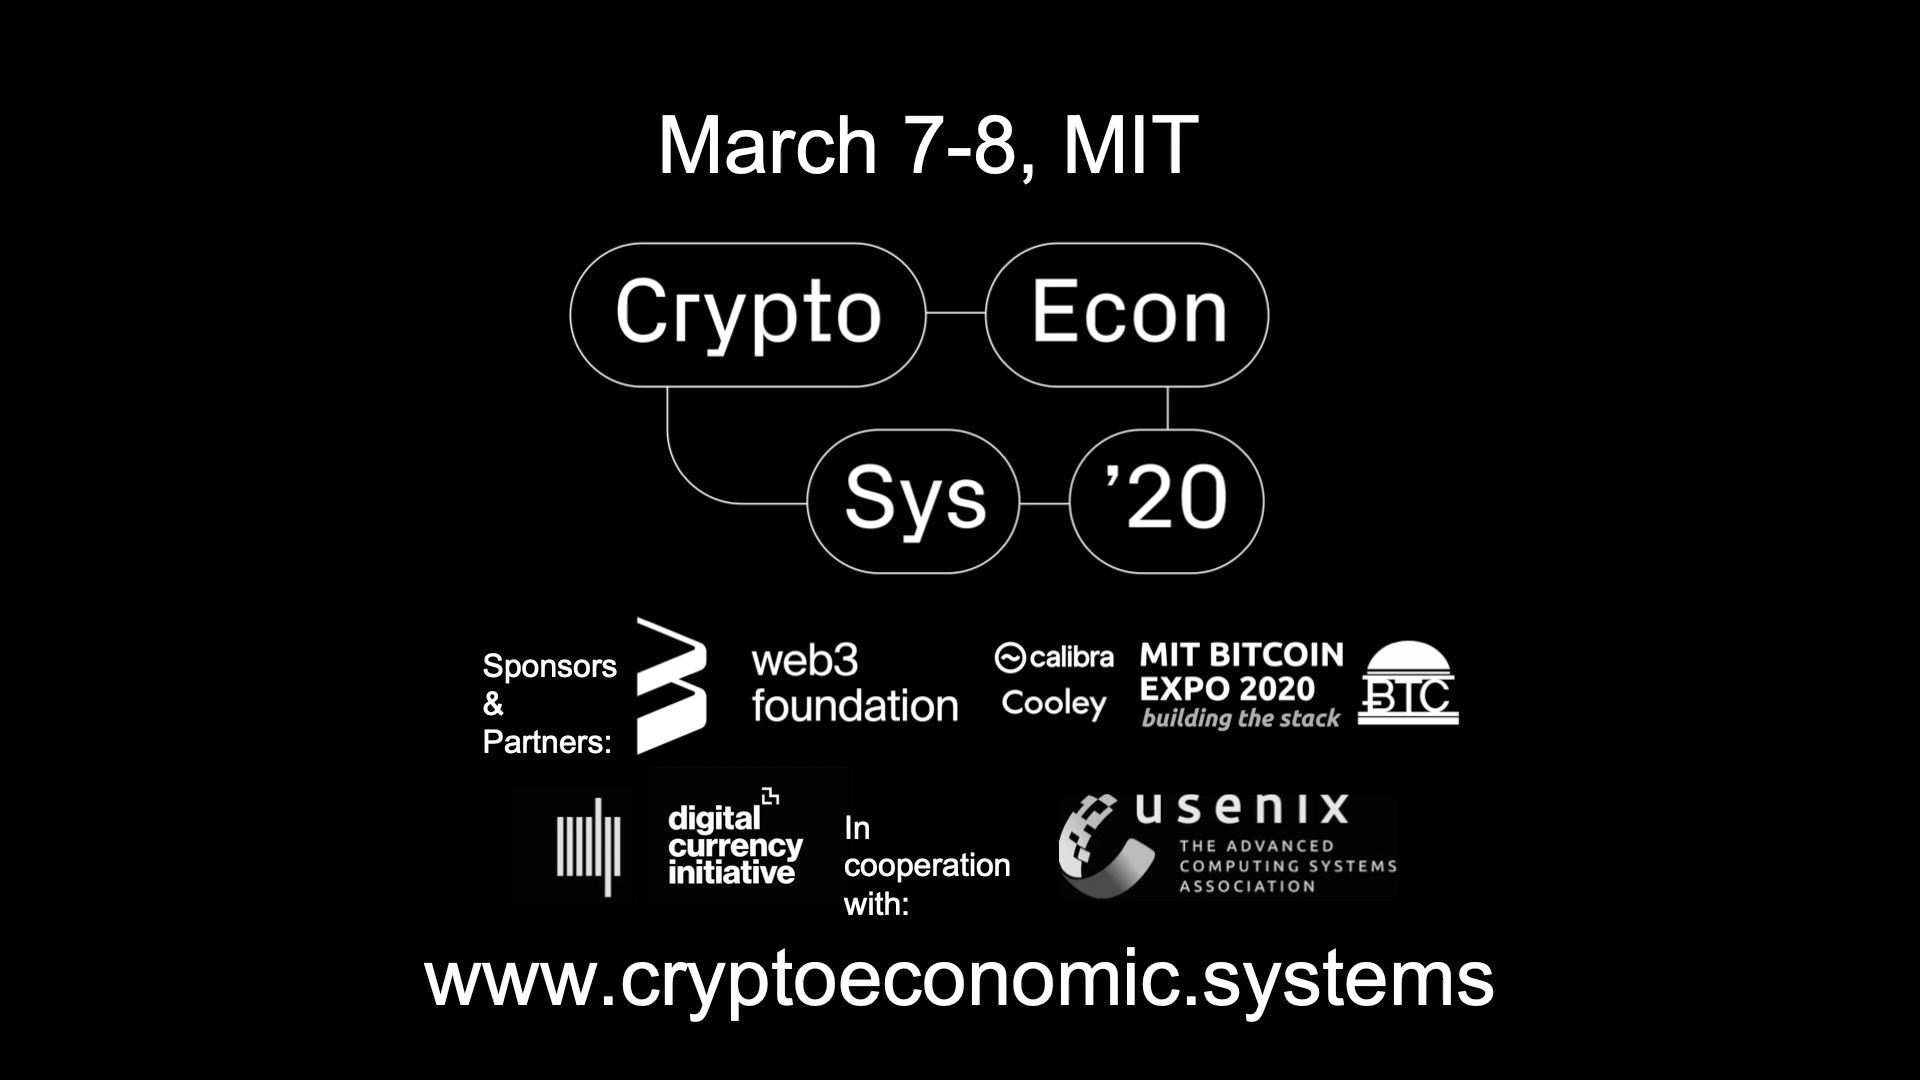 March 7-8, MIT
Crypto
Econ
Sys
’20
Sponsors
&
Partners:
web3
foundation
calibra
Cooley
MIT BITCOIN
EXPO 2020
building the stack
BTC
digital
currency
initiative
In
cooperation
with:
usenix
THE ADVANCED
COMPUTING SYSTEMS
ASSOCIATION
www.cryptoeconomic.systems